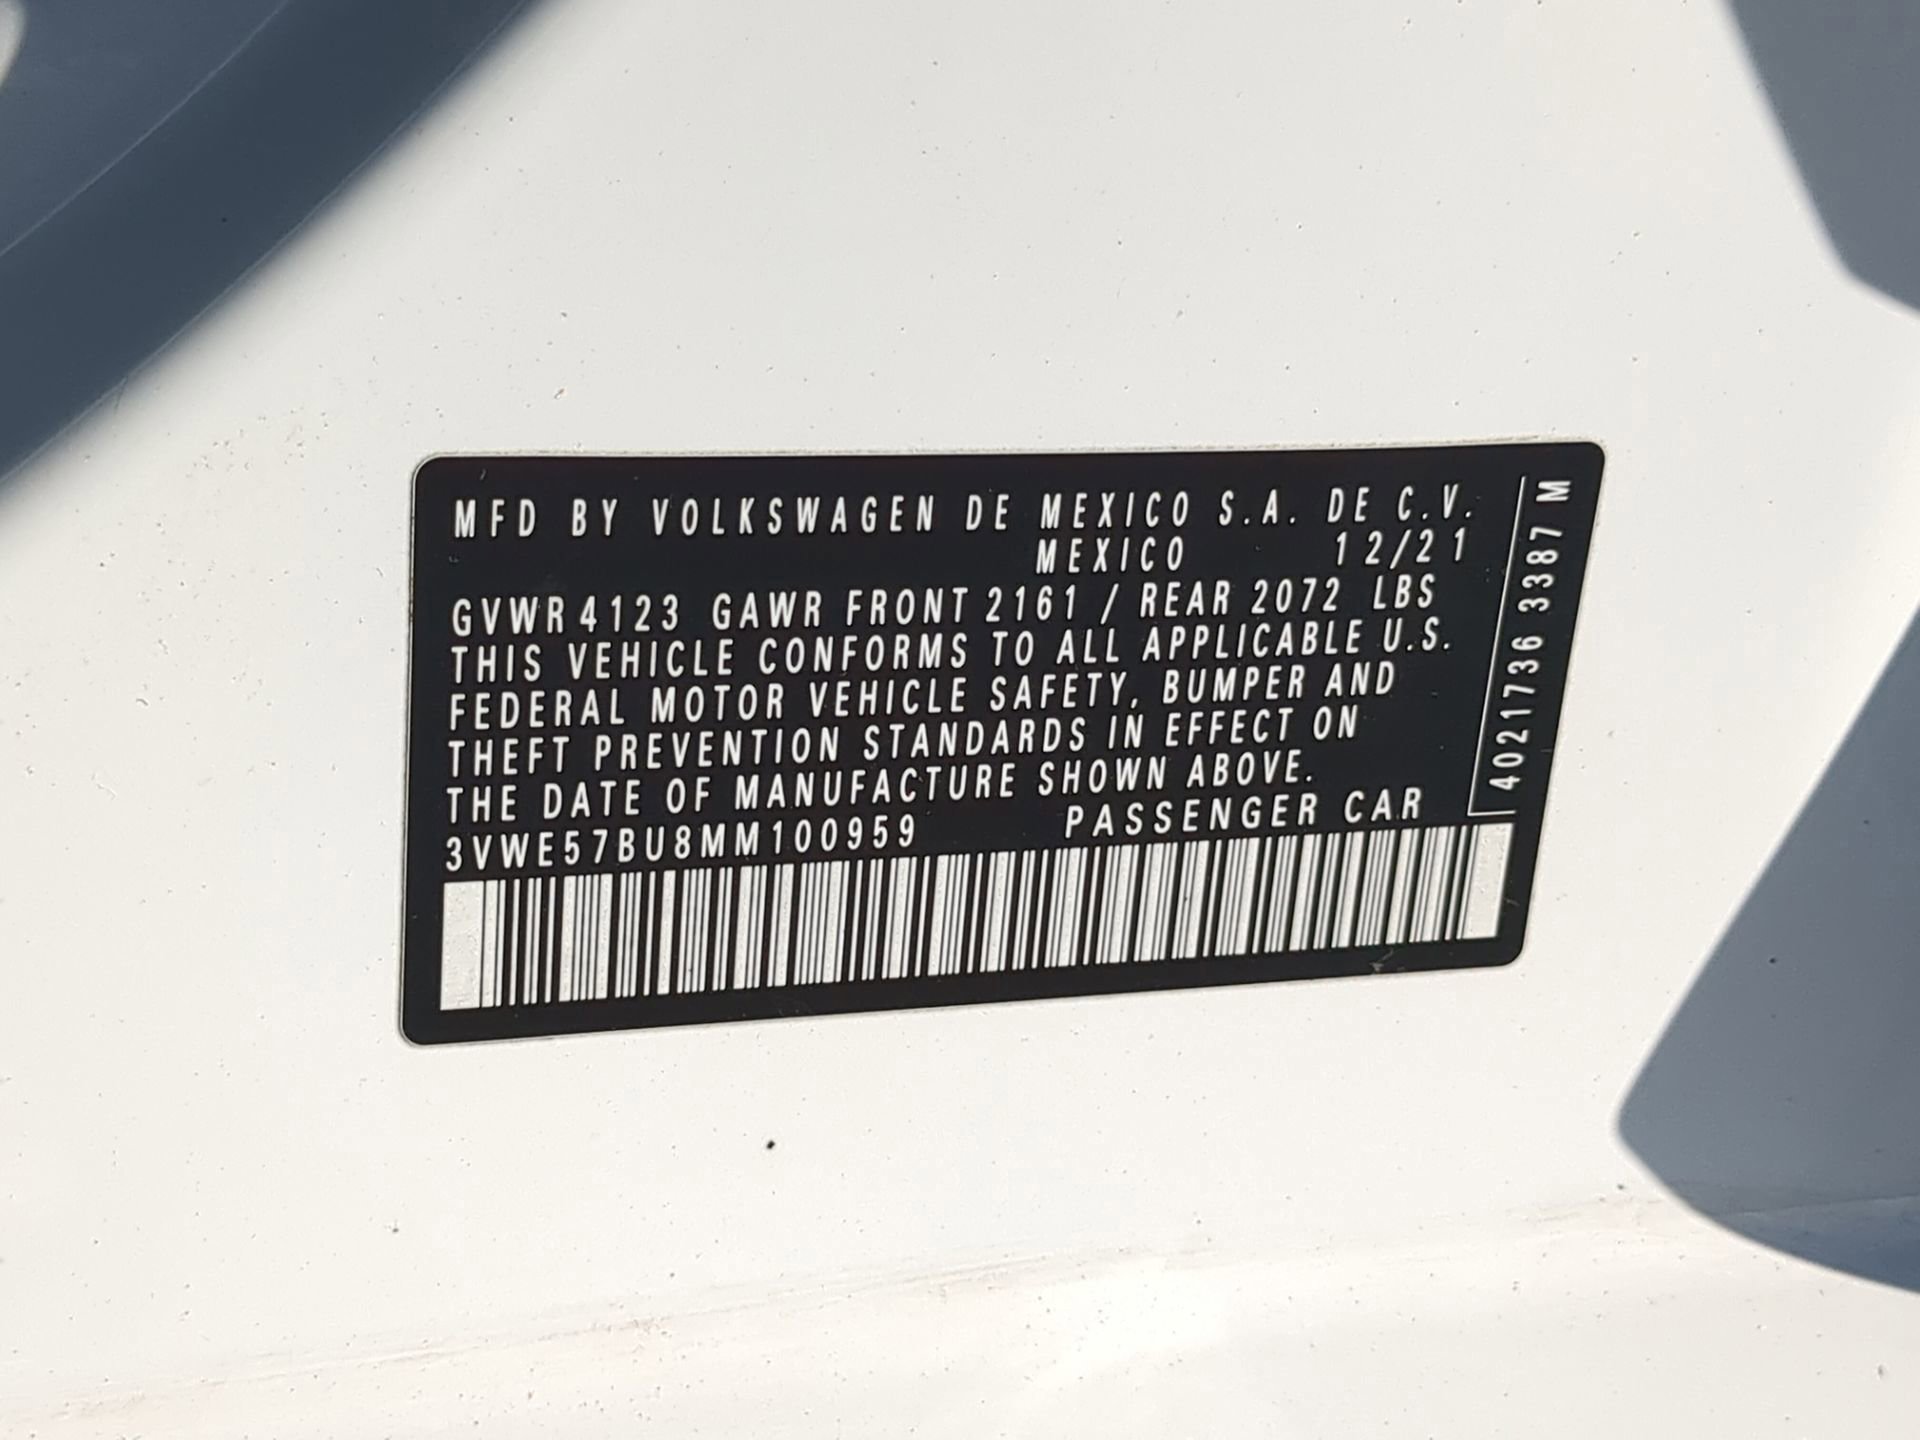 MFD BY VOLKSWAGEN DE MEXICO S.A. DE C.V.
MEXICO 12/21
GVWR 4123 GAWR FRONT 2161 / REAR 2072 LBS
THIS VEHICLE CONFORMS TO ALL APPLICABLE U.S.
FEDERAL MOTOR VEHICLE SAFETY, BUMPER AND
THEFT PREVENTION STANDARDS IN EFFECT ON
THE DATE OF MANUFACTURE SHOWN ABOVE.
3VWE57BU8MM100959 PASSENGER CAR
4021736 3387 M